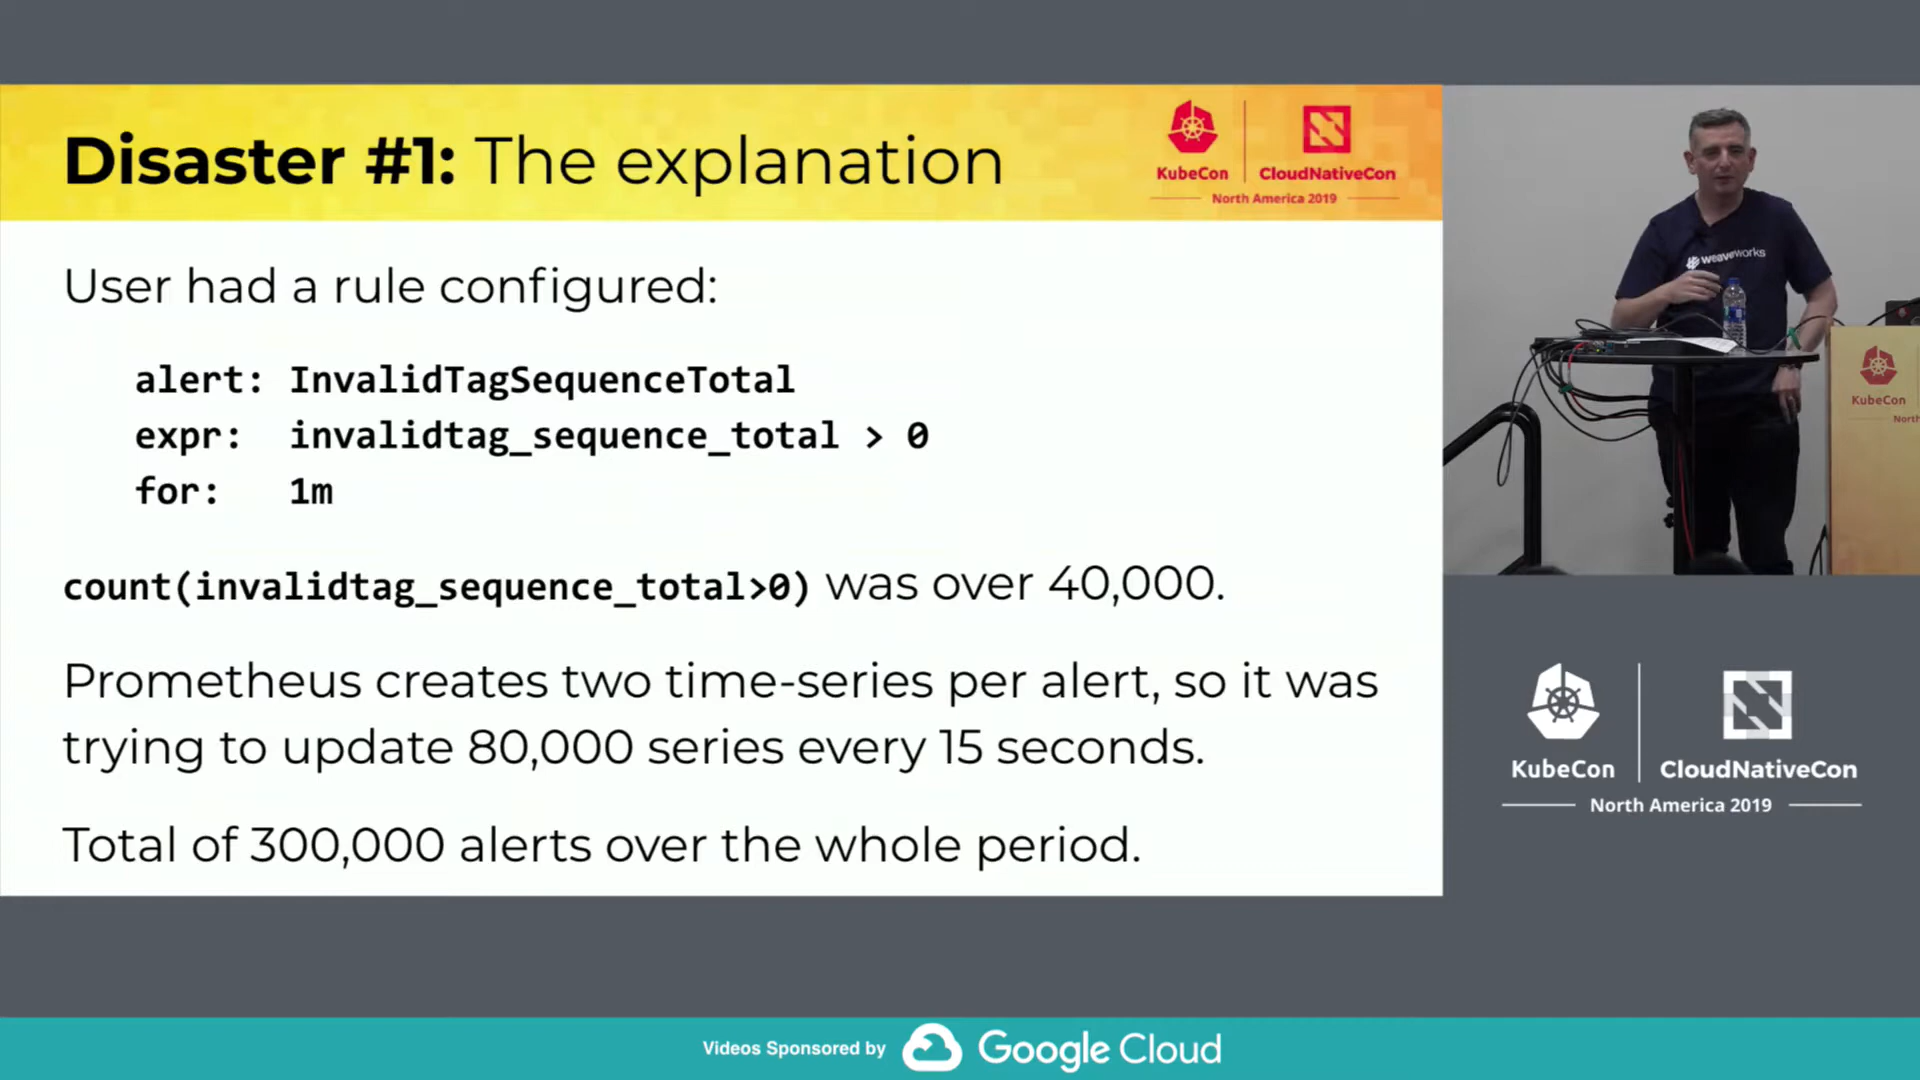 Disaster #1: The explanation
KubeCon
CloudNativeCon
North America 2019
User had a rule configured:
alert: InvalidTagSequenceTotal
expr: invalidtag_sequence_total > 0
for: 1m
count(invalidtag_sequence_total>0) was over 40,000.
Prometheus creates two time-series per alert, so it was
trying to update 80,000 series every 15 seconds.
Total of 300,000 alerts over the whole period.
weaveworks
KubeCon
North
KubeCon
CloudNativeCon
North America 2019
Videos Sponsored by Google Cloud